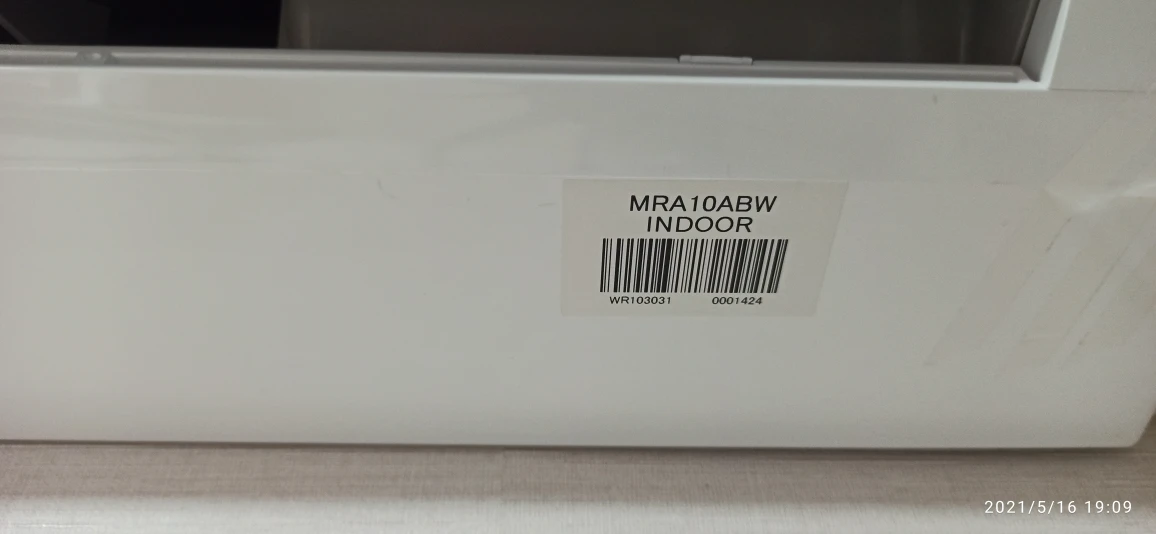 MRA10ABW
INDOOR
WR103031 0001424
2021/5/16 19:09